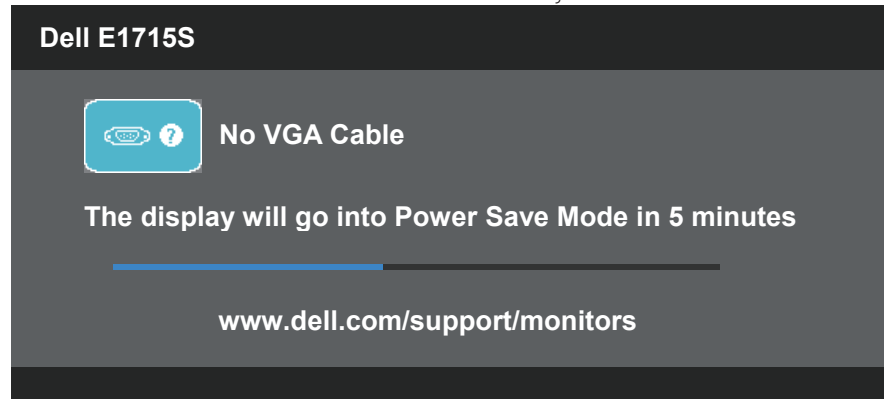 Dell E1715S
No VGA Cable
The display will go into Power Save Mode in 5 minutes
www.dell.com/support/monitors